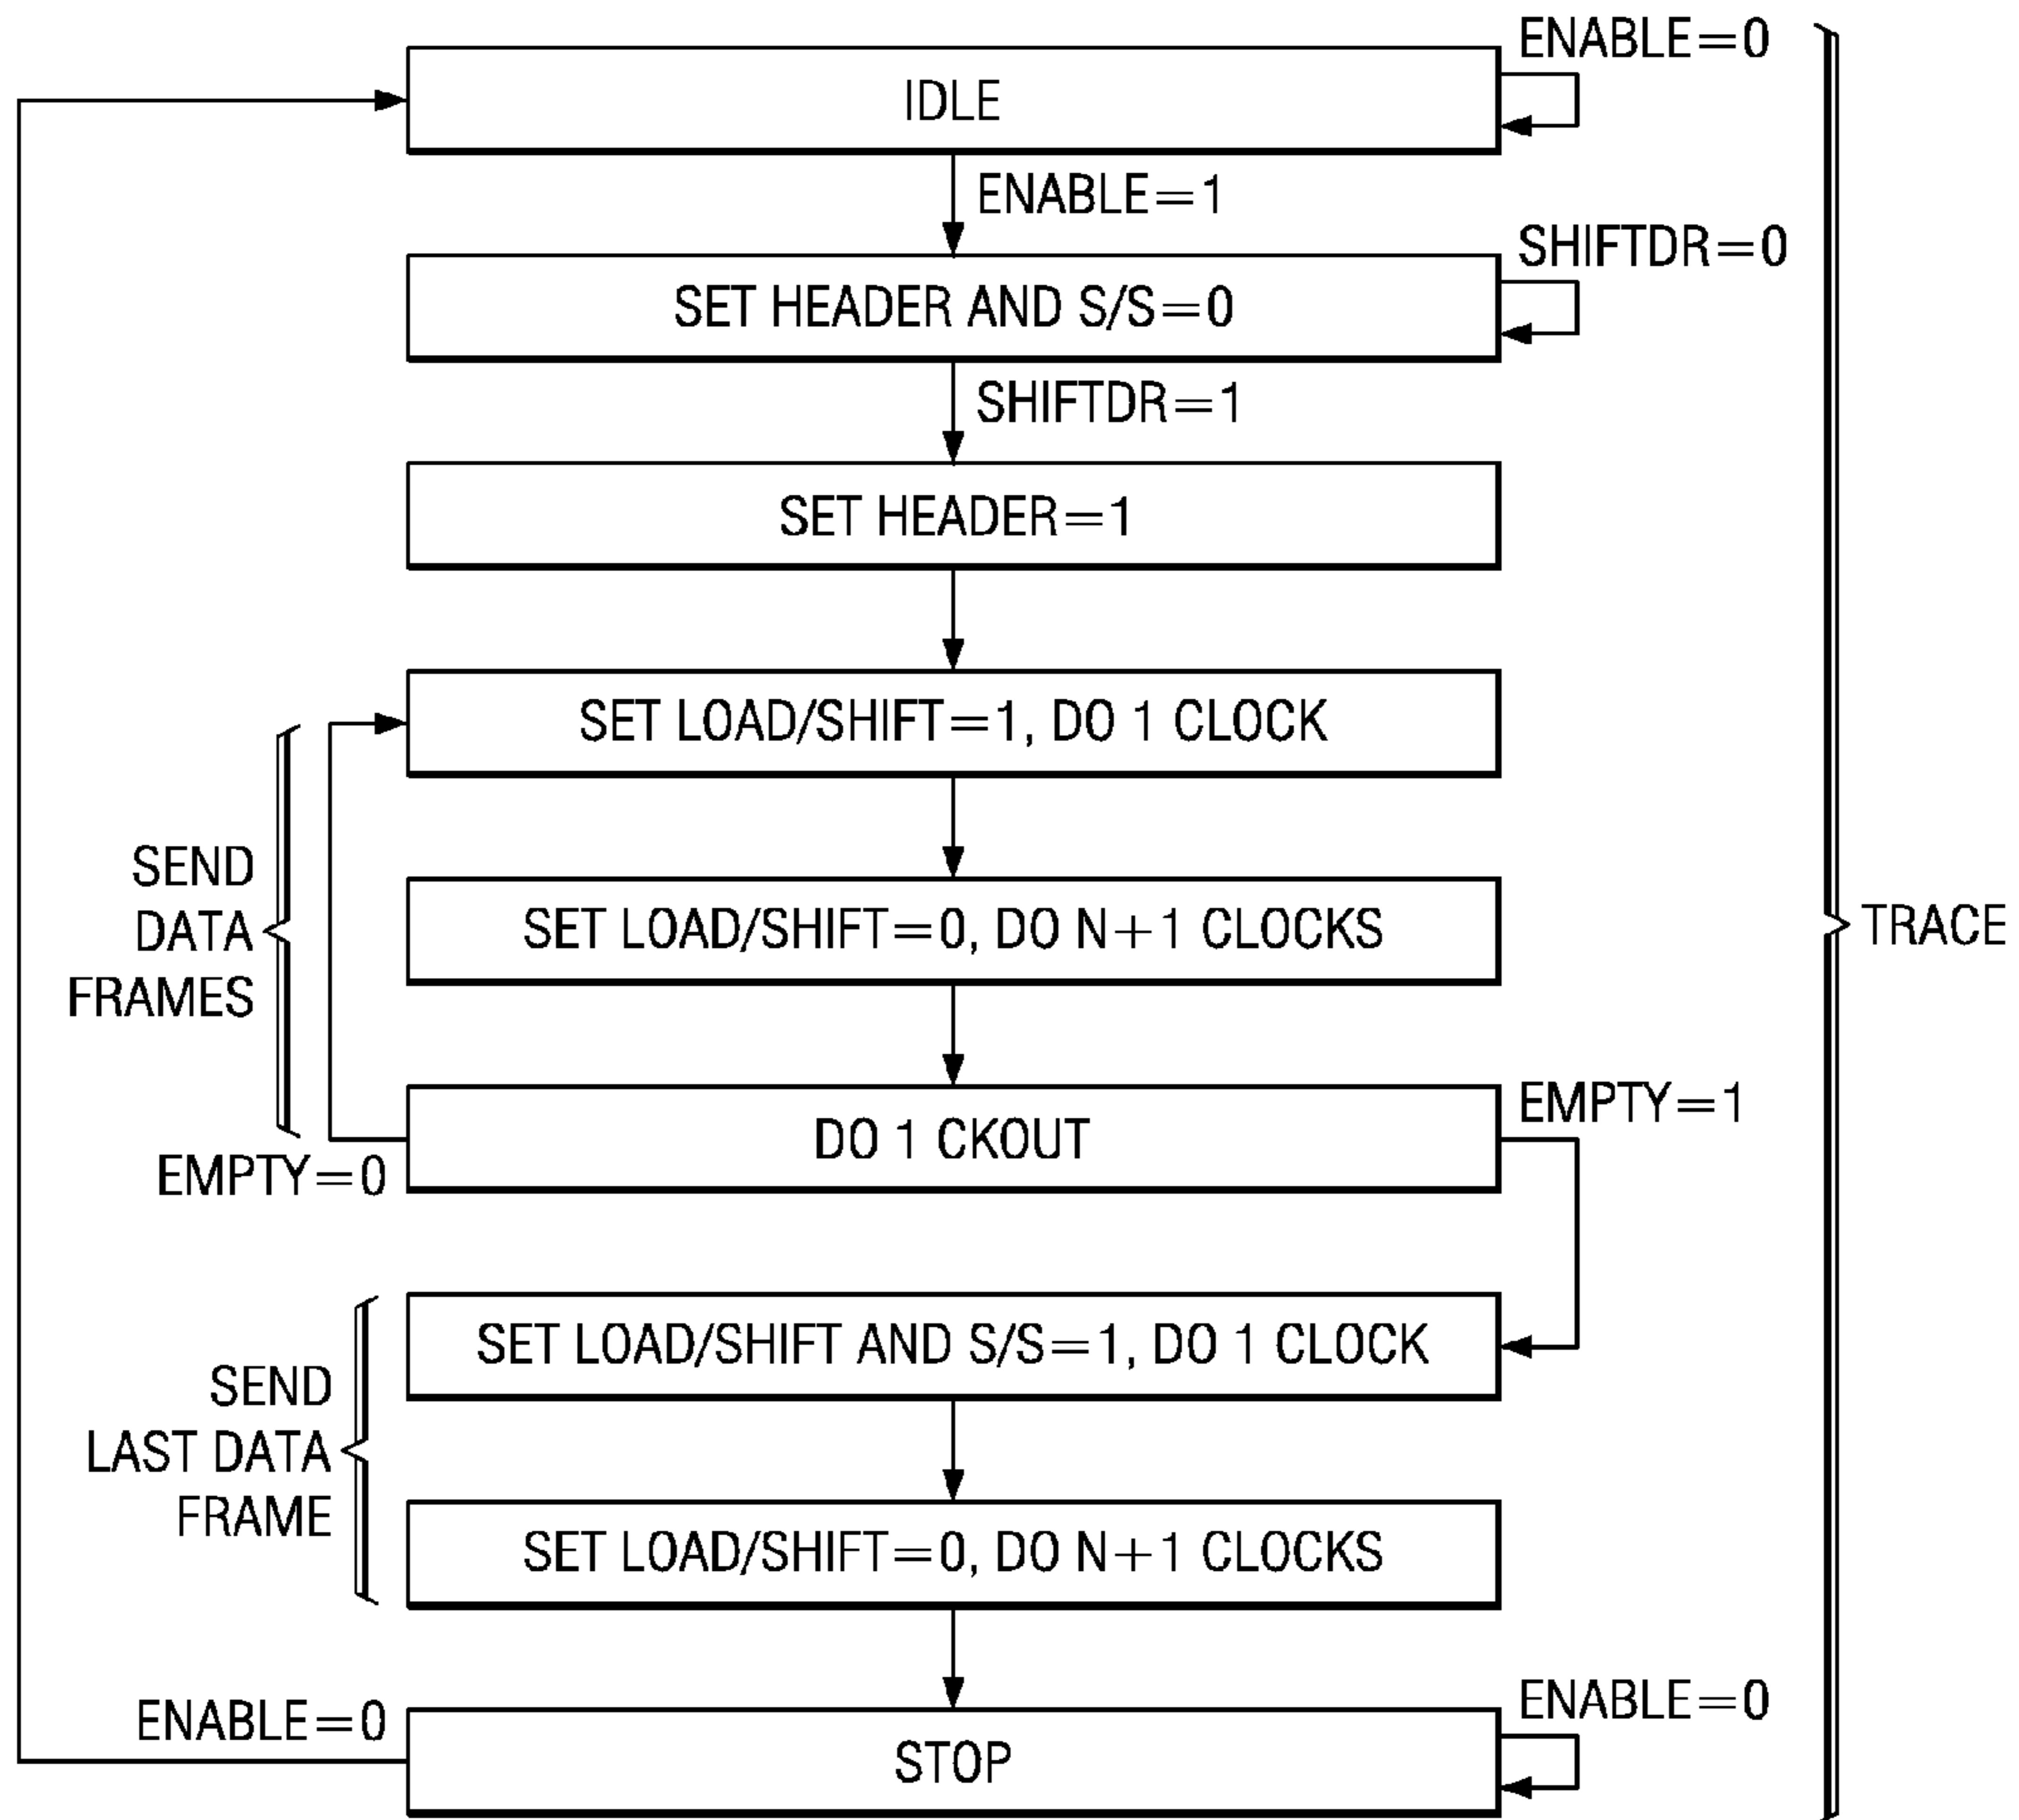 ENABLE=0
IDLE
ENABLE=1
SHIFTDR=0
SET HEADER AND S/S=0
SHIFTDR=1
SET HEADER=1
SET LOAD/SHIFT=1, DO 1 CLOCK
SEND
DATA
FRAMES
SET LOAD/SHIFT=0, DO N+1 CLOCKS
TRACE
EMPTY=1
DO 1 CKOUT
EMPTY=0
SET LOAD/SHIFT AND S/S=1, DO 1 CLOCK
SEND
LAST DATA
FRAME
SET LOAD/SHIFT=0, DO N+1 CLOCKS
ENABLE=0
ENABLE=0
STOP